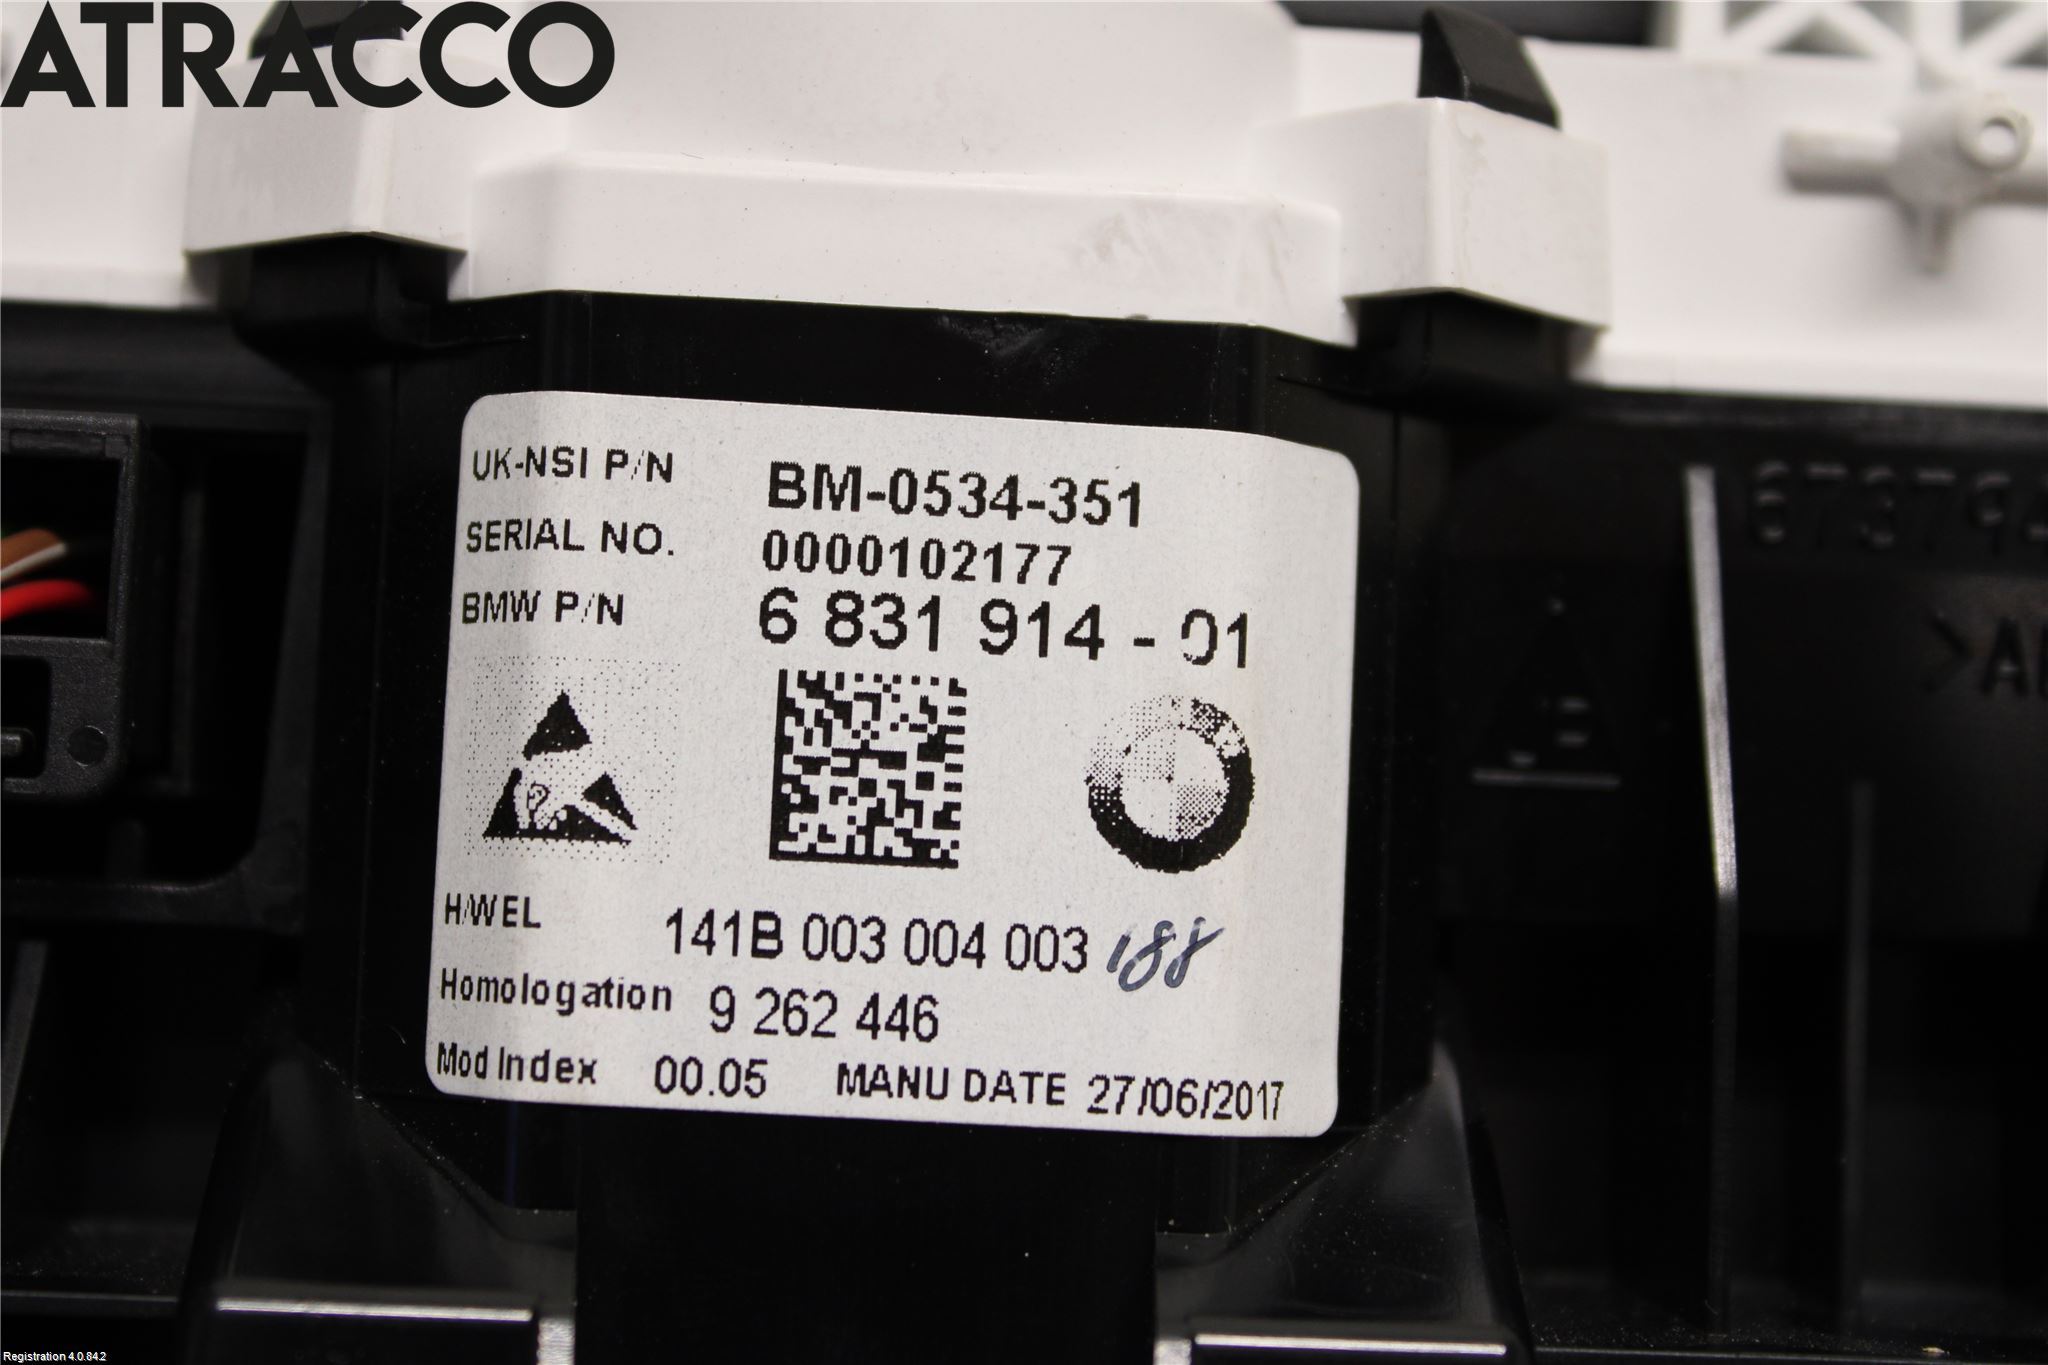 ATRACCO
UK-NSI P/N BM-0534-351
SERIAL NO. 0000102177
BMW P/N 6 831 914 - 01
H/WEL 141B 003 004 003 188
Homologation 9 262 446
Mod Index 00.05 MANU DATE 27/06/2017
Registration 4.0.84.2